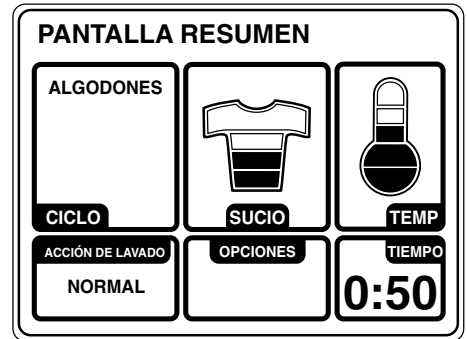 PANTALLA RESUMEN
ALGODONES
CICLO
SUCIO
TEMP
ACCIÓN DE LAVADO
NORMAL
OPCIONES
TIEMPO
0:50